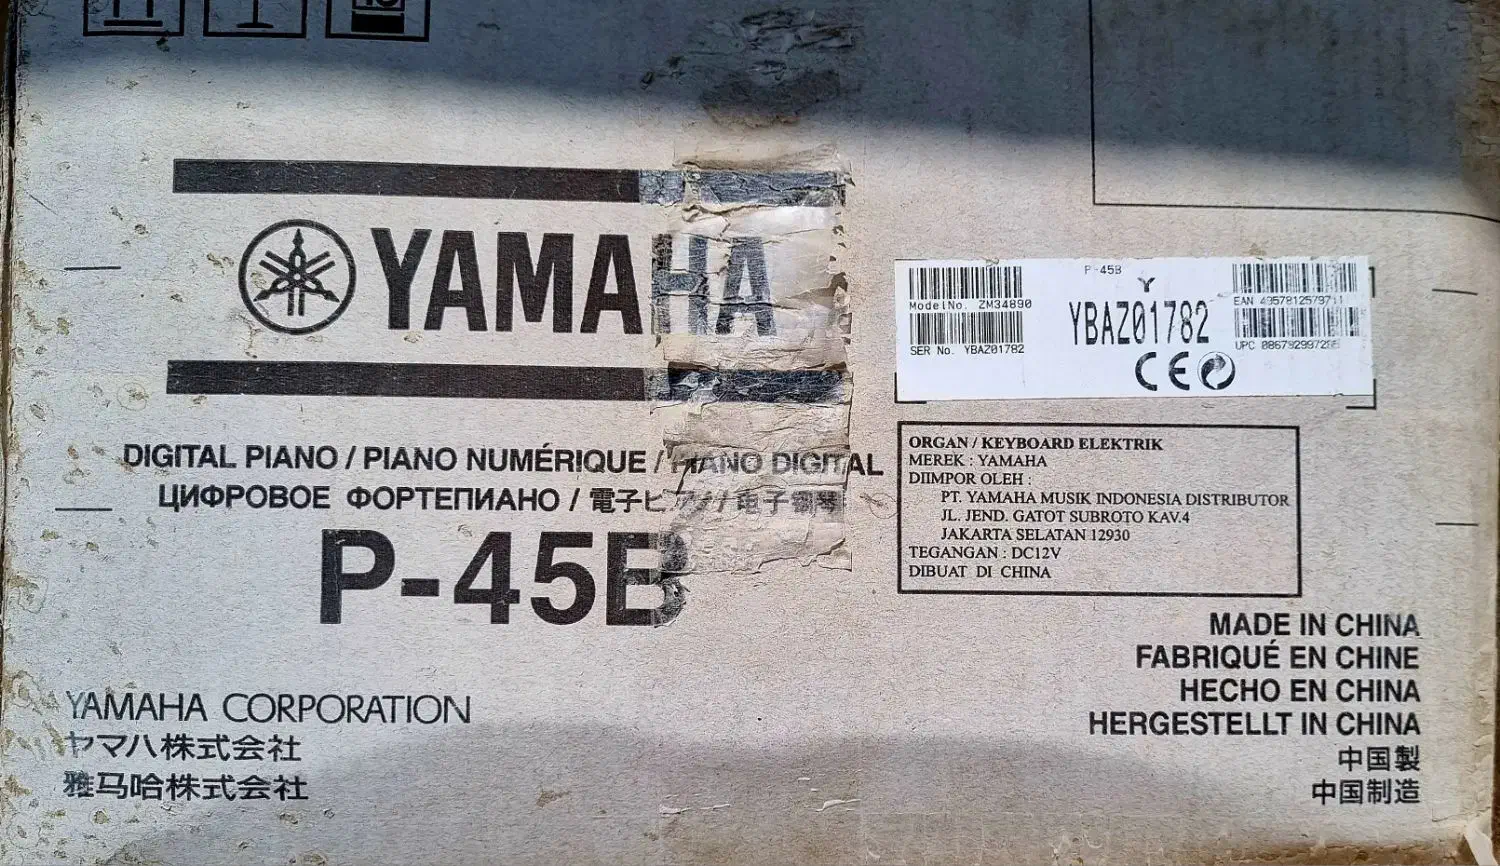 YAMAHA
DIGITAL PIANO / PIANO NUMÉRIQUE / PIANO DIGITAL
ЦИФРОВОЕ ФОРТЕПИАНО / 電子ピアノ / 电子钢琴
P-45B
YAMAHA CORPORATION
ヤマハ株式会社
雅马哈株式会社
P-45B
Y
ModelNo. ZM34890
SER No. YBAZ01782
YBAZ01782
EAN
UPC
CE
ORGAN / KEYBOARD ELEKTRIK
MEREK : YAMAHA
DIIMPOR OLEH :
PT. YAMAHA MUSIK INDONESIA DISTRIBUTOR
JL. JEND. GATOT SUBROTO KAV.4
JAKARTA SELATAN 12930
TEGANGAN : DC12V
DIBUAT DI CHINA
MADE IN CHINA
FABRIQUÉ EN CHINE
HECHO EN CHINA
HERGESTELLT IN CHINA
中国製
中国制造